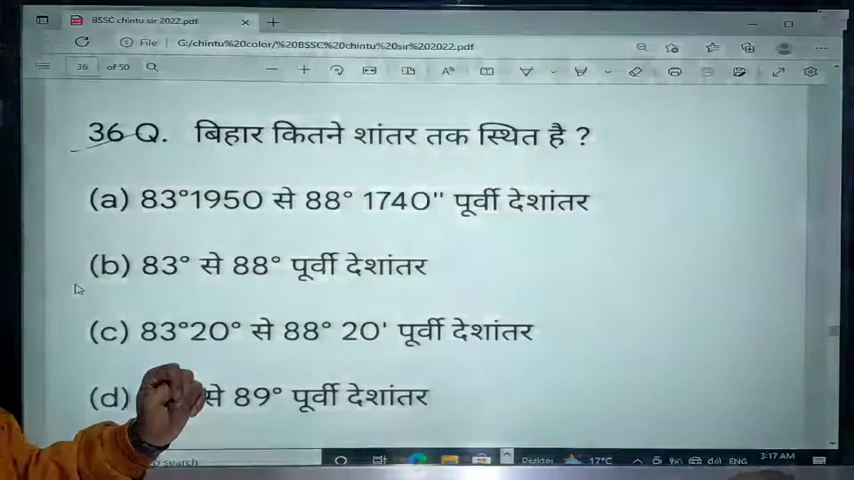 BSSC chintu sir 2022.pdf
File G:/chintu%20color/%20BSSC%20chintu%20sir%202022.pdf
36 of 50
36 Q. बिहार कितने शांतर तक स्थित है ?
(a) 83°1950 से 88° 1740" पूर्वी देशांतर
(b) 83° से 88° पूर्वी देशांतर
(c) 83°20° से 88° 20' पूर्वी देशांतर
(d) से 89° पूर्वी देशांतर
search Desktop 17°C ENG 3:17 AM